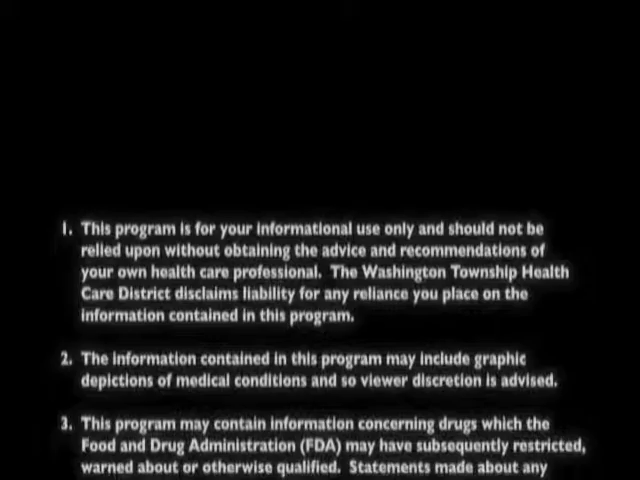 1. This program is for your informational use only and should not be
relied upon without obtaining the advice and recommendations of
your own health care professional. The Washington Township Health
Care District disclaims liability for any reliance you place on the
information contained in this program.
2. The information contained in this program may include graphic
depictions of medical conditions and so viewer discretion is advised.
3. This program may contain information concerning drugs which the
Food and Drug Administration (FDA) may have subsequently restricted,
warned about or otherwise qualified. Statements made about any